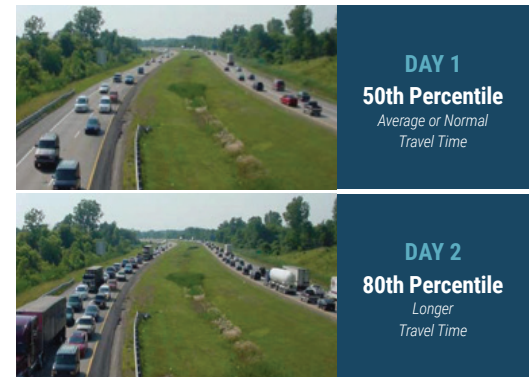 DAY 1
50th Percentile
Average or Normal
Travel Time
DAY 2
80th Percentile
Longer
Travel Time